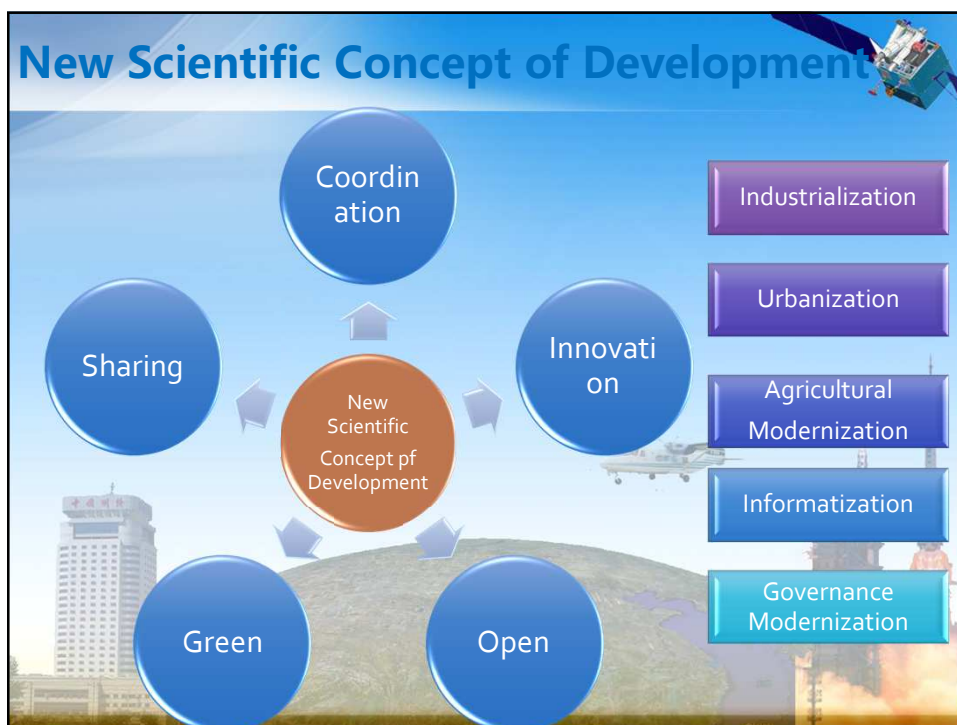 New Scientific Concept of Development
Coordin
ation
Sharing
Innovati
on
New
Scientific
Concept pf
Development
Green
Open
Industrialization
Urbanization
Agricultural
Modernization
Informatization
Governance
Modernization